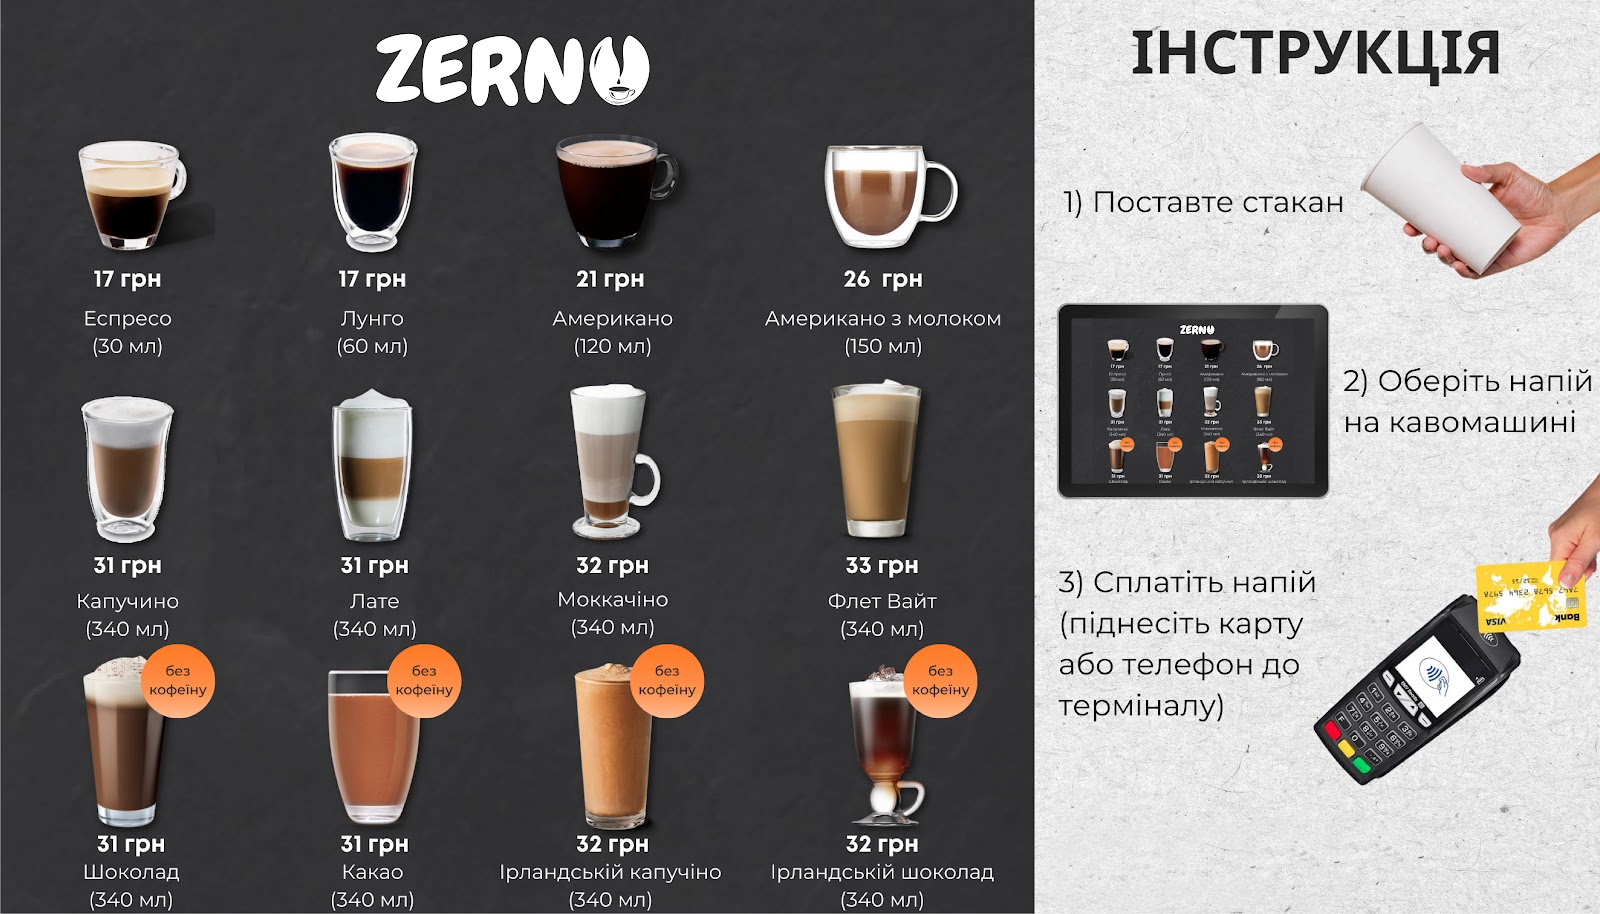 ZERNU
17 грн
17 грн
21 грн
26 грн
Еспресо
(30 мл)
Лунго
(60 мл)
Американо
(120 мл)
Американо з молоком
(150 мл)
31 грн
31 грн
32 грн
33 грн
Капучино
(340 мл)
Лате
(340 мл)
Моккачіно
(340 мл)
Флет Вайт
(340 мл)
без
кофеїну
без
кофеїну
без
кофеїну
без
кофеїну
31 грн
31 грн
32 грн
32 грн
Шоколад
(340 мл)
Какао
(340 мл)
Ірландській капучіно
(340 мл)
Ірландській шоколад
(340 мл)
ІНСТРУКЦІЯ
1) Поставте стакан
ZERNU
2) Оберіть напій
на кавомашині
3) Сплатіть напій
(піднесіть карту
або телефон до
терміналу)
Bank
VISA